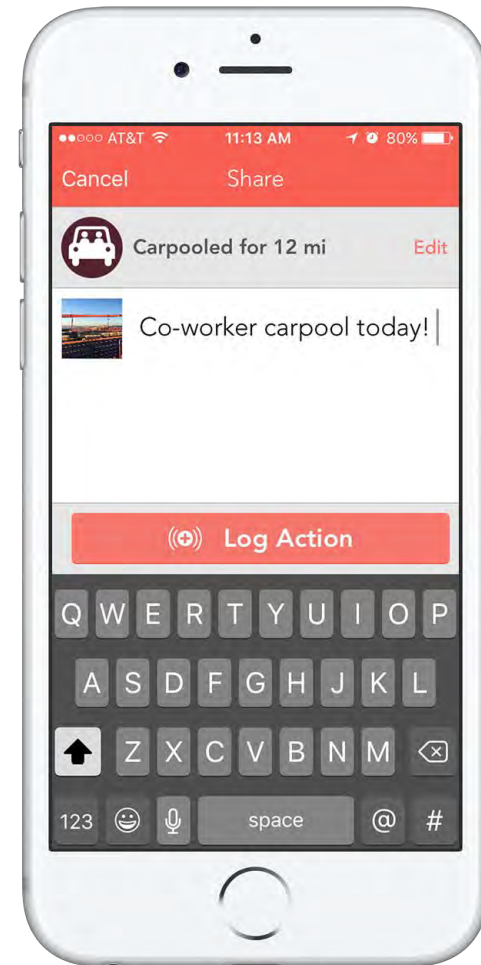 AT&T 11:13 AM 80%
Cancel Share
Carpooled for 12 mi Edit
Co-worker carpool today!
Log Action
Q W E R T Y U I O P
A S D F G H J K L
Z X C V B N M
123 space @ #